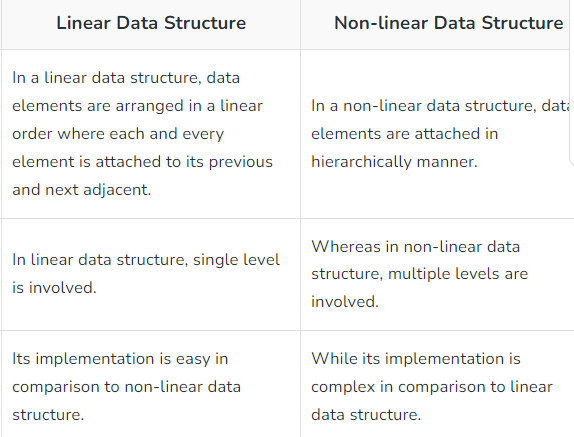 Linear Data Structure
Non-linear Data Structure
In a linear data structure, data
elements are arranged in a linear
order where each and every
element is attached to its previous
and next adjacent.
In a non-linear data structure, data
elements are attached in
hierarchically manner.
In linear data structure, single level
is involved.
Whereas in non-linear data
structure, multiple levels are
involved.
Its implementation is easy in
comparison to non-linear data
structure.
While its implementation is
complex in comparison to linear
data structure.